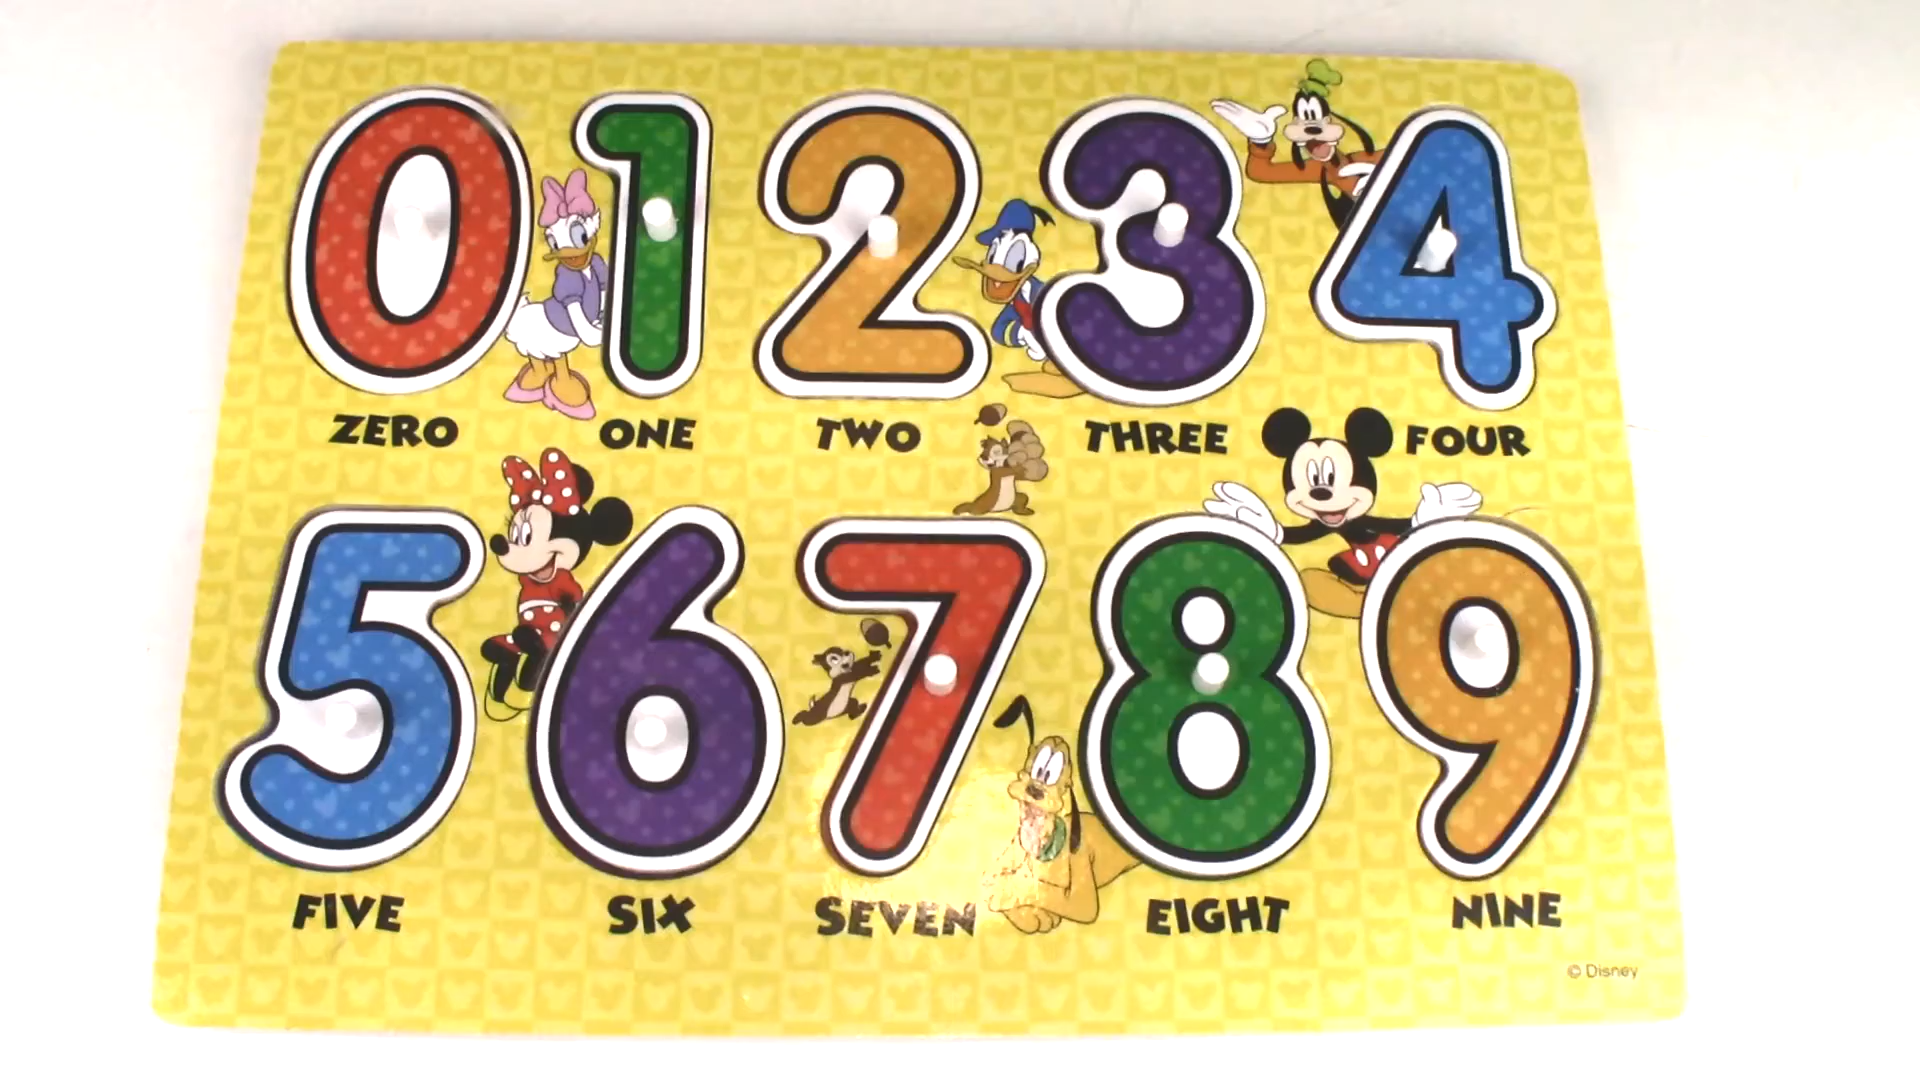 0 1 2 3 4
ZERO ONE TWO THREE FOUR
5 6 7 8 9
FIVE SIX SEVEN EIGHT NINE
© Disney